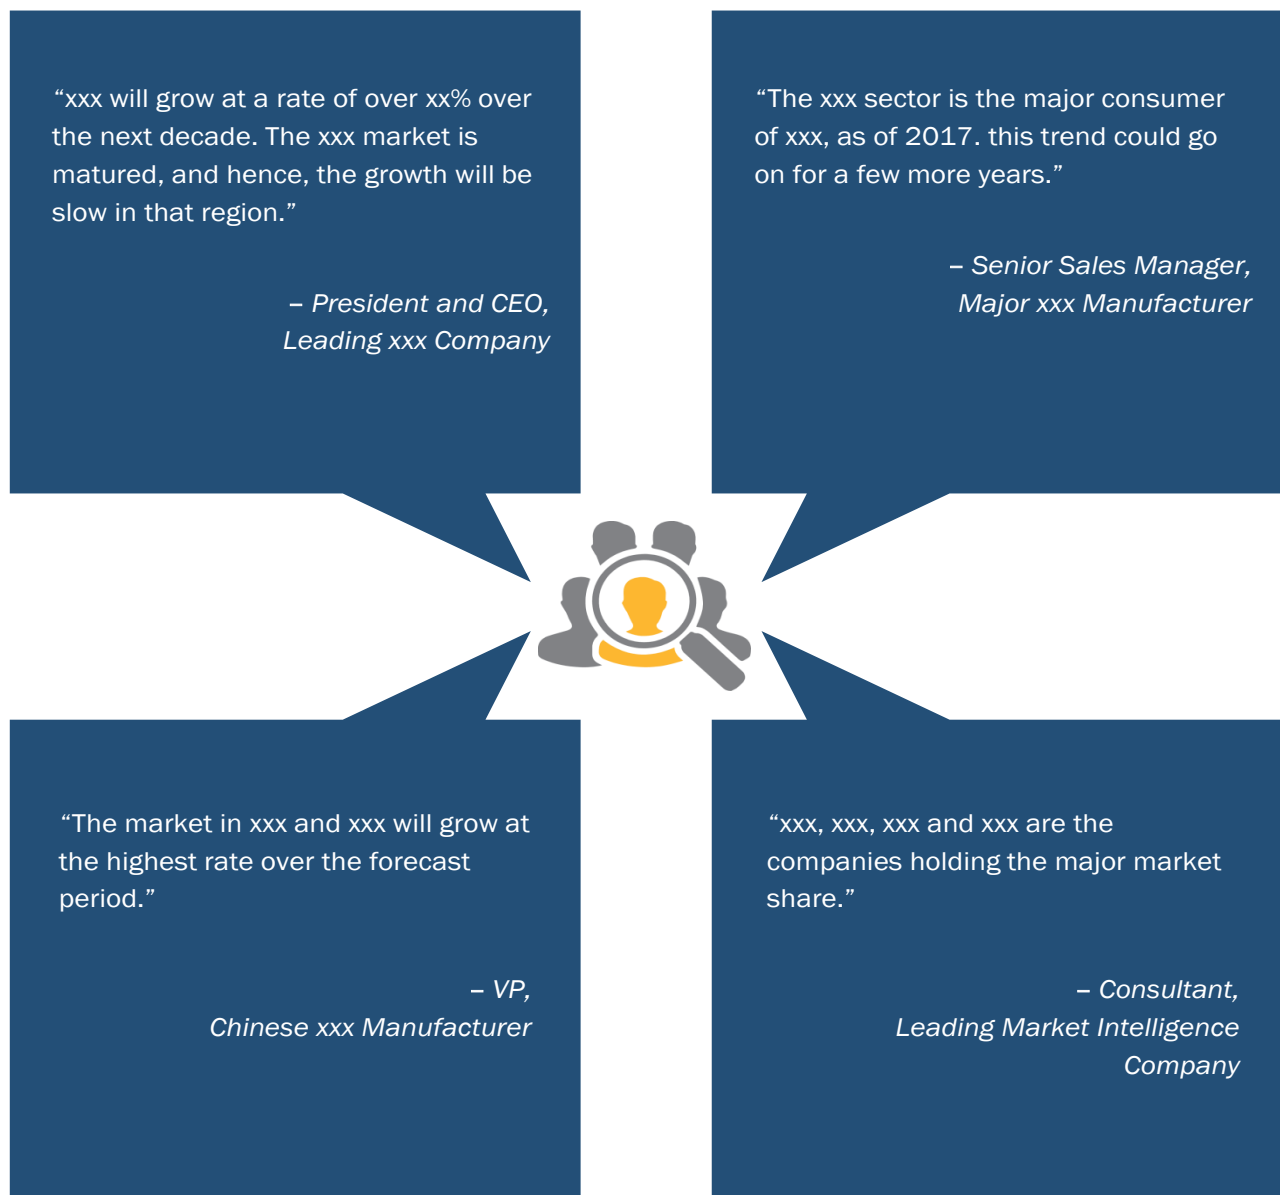 “xxx will grow at a rate of over xx% over
the next decade. The xxx market is
matured, and hence, the growth will be
slow in that region.”
– President and CEO,
Leading xxx Company
“The xxx sector is the major consumer
of xxx, as of 2017. this trend could go
on for a few more years.”
– Senior Sales Manager,
Major xxx Manufacturer
“The market in xxx and xxx will grow at
the highest rate over the forecast
period.”
– VP,
Chinese xxx Manufacturer
“xxx, xxx, xxx and xxx are the
companies holding the major market
share.”
– Consultant,
Leading Market Intelligence
Company